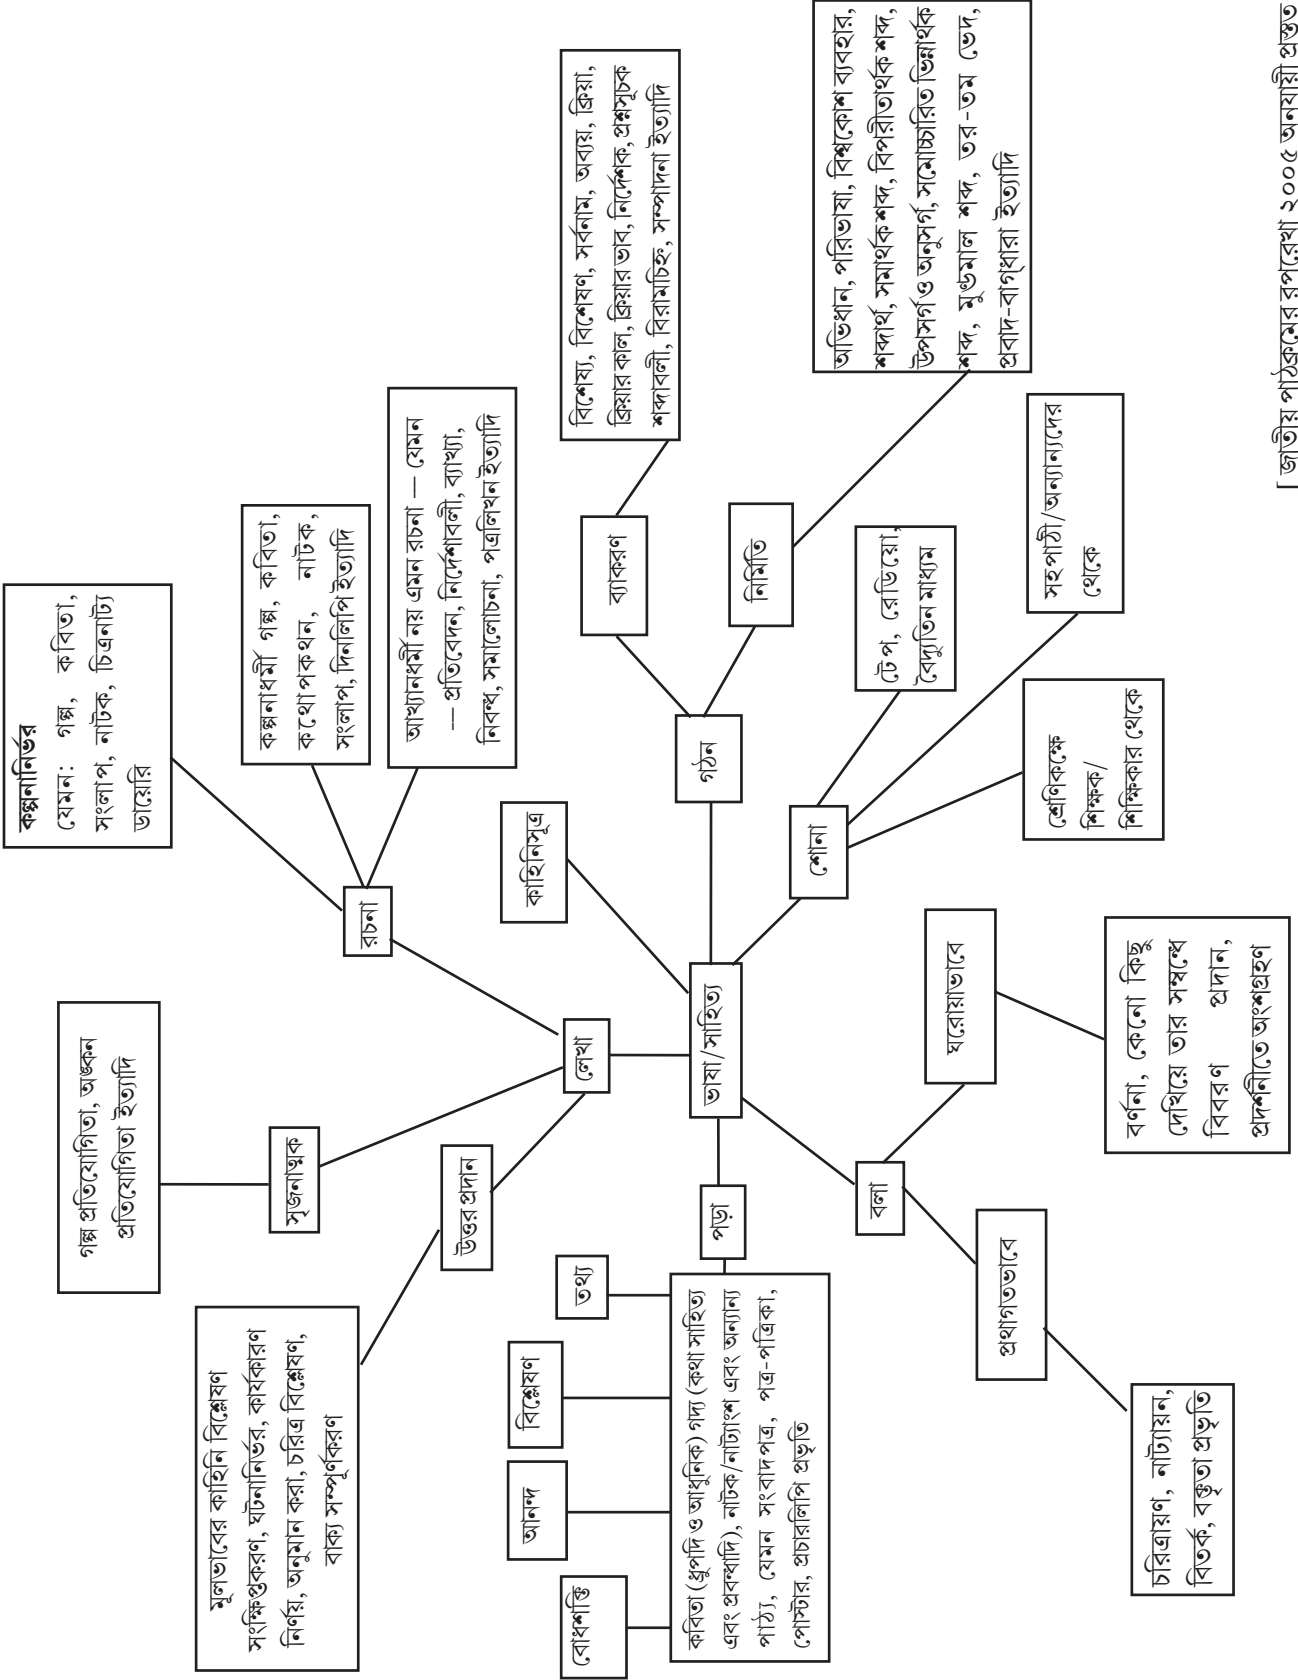 কল্পনানির্ভর
যেমন: গল্প, কবিতা,
সংলাপ, নাটক, চিত্রনাট্য
ডায়েরি
কল্পনাধর্মী গল্প, কবিতা,
কথোপকথন, নাটক,
সংলাপ, দিনলিপি ইত্যাদি
আখ্যানধর্মী নয় এমন রচনা — যেমন
— প্রতিবেদন, নির্দেশাবলী, ব্যাখ্যা,
নিবন্ধ, সমালোচনা, পত্রলিখন ইত্যাদি
রচনা
গল্প প্রতিযোগিতা, অঙ্কন
প্রতিযোগিতা ইত্যাদি
সৃজনাত্মক
মূলভাবের কাহিনি বিশ্লেষণ
সংক্ষিপ্তকরণ, ঘটনানির্ভর, কার্যকারণ
নির্ণয়, অনুমান করা, চরিত্র বিশ্লেষণ,
বাক্য সম্পূর্ণকরণ
উত্তর প্রদান
লেখা
কাহিনিসূত্র
বিশেষ্য, বিশেষণ, সর্বনাম, অব্যয়, ক্রিয়া,
ক্রিয়ার কাল, ক্রিয়ার ভাব, নির্দেশক, প্রশ্নসূচক
শব্দাবলী, বিরামচিহ্ন, সম্পাদনা ইত্যাদি
ব্যাকরণ
নির্মিতি
অভিধান, পরিভাষা, বিশ্বকোশ ব্যবহার,
শব্দার্থ, সমার্থক শব্দ, বিপরীতার্থক শব্দ,
উপসর্গ ও অনুসর্গ, সমোচ্চারিত ভিন্নার্থক
শব্দ, মুণ্ডমাল শব্দ, তর-তম ভেদ,
প্রবাদ-বাগ্‌ধারা ইত্যাদি
গঠন
ভাষা/সাহিত্য
শোনা
টেপ, রেডিয়ো,
বৈদ্যুতিন মাধ্যম
সহপাঠী/অন্যান্যদের
থেকে
শ্রেণিকক্ষে
শিক্ষক/
শিক্ষিকার থেকে
পড়া
তথ্য
বিশ্লেষণ
আনন্দ
বোধশক্তি
কবিতা (ধ্রুপদি ও আধুনিক) গদ্য (কথা সাহিত্য
এবং প্রবন্ধাদি), নাটক/নাট্যাংশ এবং অন্যান্য
পাঠ্য, যেমন সংবাদপত্র, পত্র-পত্রিকা,
পোস্টার, প্রচারলিপি প্রভৃতি
বলা
ঘরোয়াভাবে
বর্ণনা, কোনো কিছু
দেখিয়ে তার সম্বন্ধে
বিবরণ প্রদান,
প্রদর্শনীতে অংশগ্রহণ
প্রথাগতভাবে
চরিত্রায়ণ, নাট্যায়ন,
বিতর্ক, বক্তৃতা প্রভৃতি
[ জাতীয় পাঠক্রমের রূপরেখা ২০০৫ অনুযায়ী প্রস্তুত